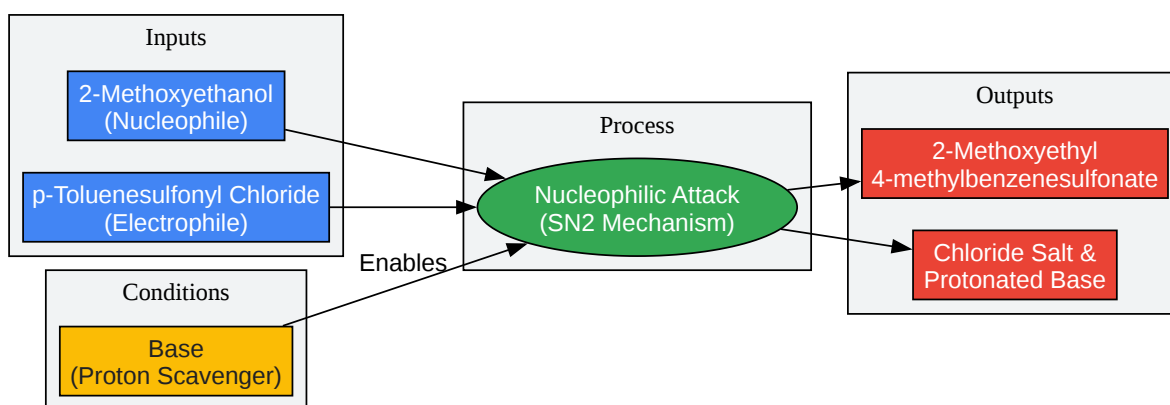 Inputs
2-Methoxyethanol
(Nucleophile)
p-Toluenesulfonyl Chloride
(Electrophile)
Conditions
Base
(Proton Scavenger)
Enables
Process
Nucleophilic Attack
(SN2 Mechanism)
Outputs
2-Methoxyethyl
4-methylbenzenesulfonate
Chloride Salt &
Protonated Base